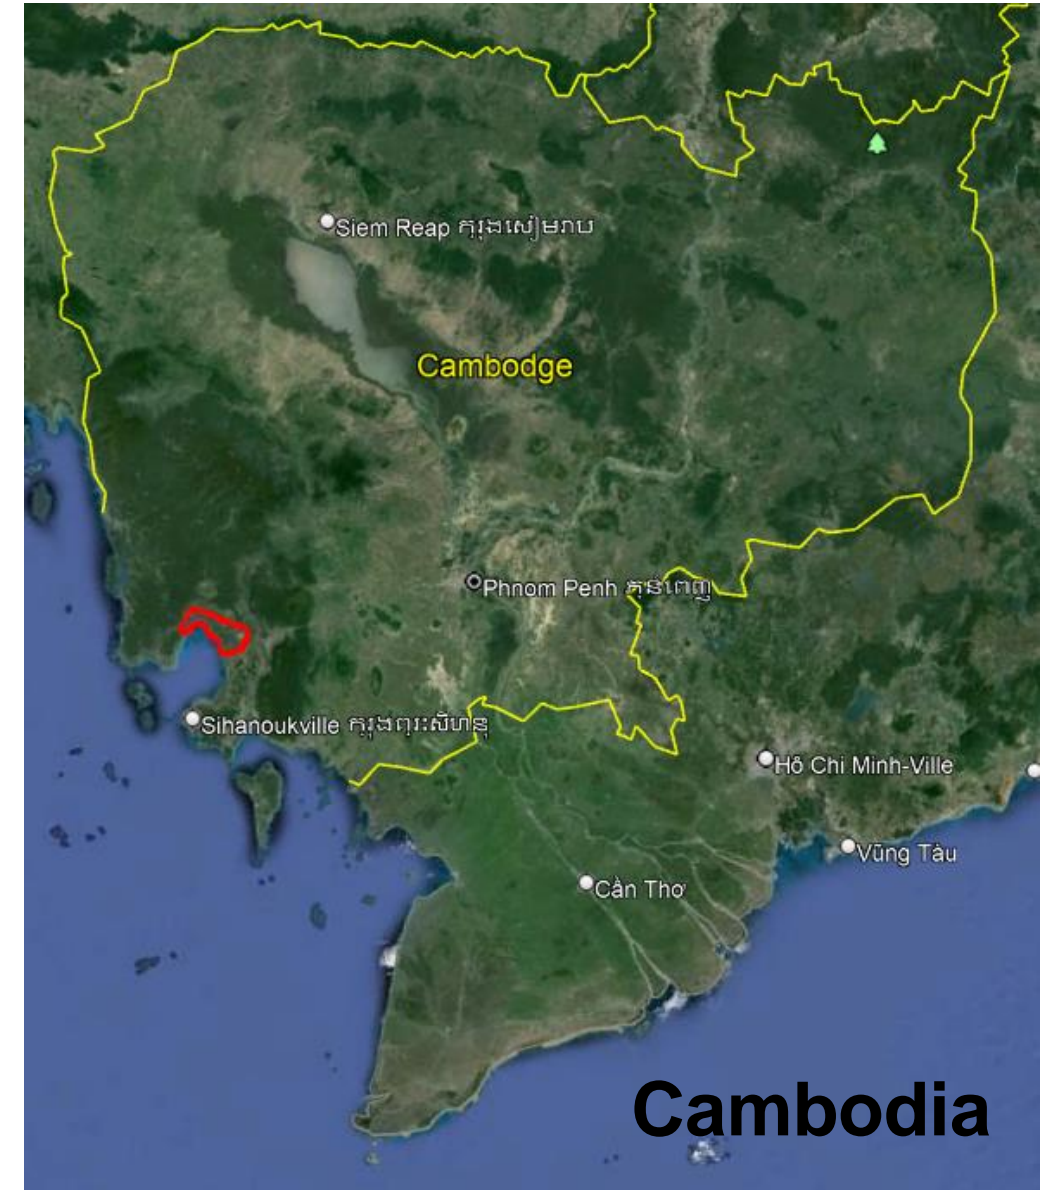 Siem Reap ក្រុងសៀមរាប
Cambodge
Phnom Penh ភ្នំពេញ
Sihanoukville ក្រុងព្រះសីហនុ
Hồ Chi Minh-Ville
Vũng Tàu
Cần Thơ
Cambodia